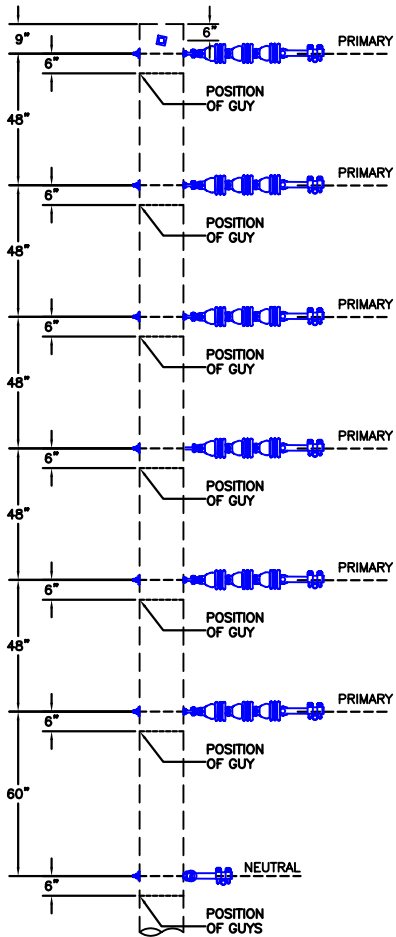 9”
6”
PRIMARY
6”
POSITION
OF GUY
48”
PRIMARY
6”
POSITION
OF GUY
48”
PRIMARY
6”
POSITION
OF GUY
48”
PRIMARY
6”
POSITION
OF GUY
48”
PRIMARY
6”
POSITION
OF GUY
48”
PRIMARY
6”
POSITION
OF GUY
60”
NEUTRAL
6”
POSITION
OF GUYS